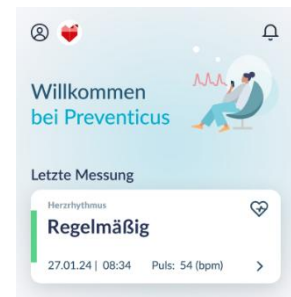 Willkommen
bei Preventicus
Letzte Messung
Herzrhythmus
Regelmäßig
27.01.24 | 08:34 Puls: 54 (bpm)